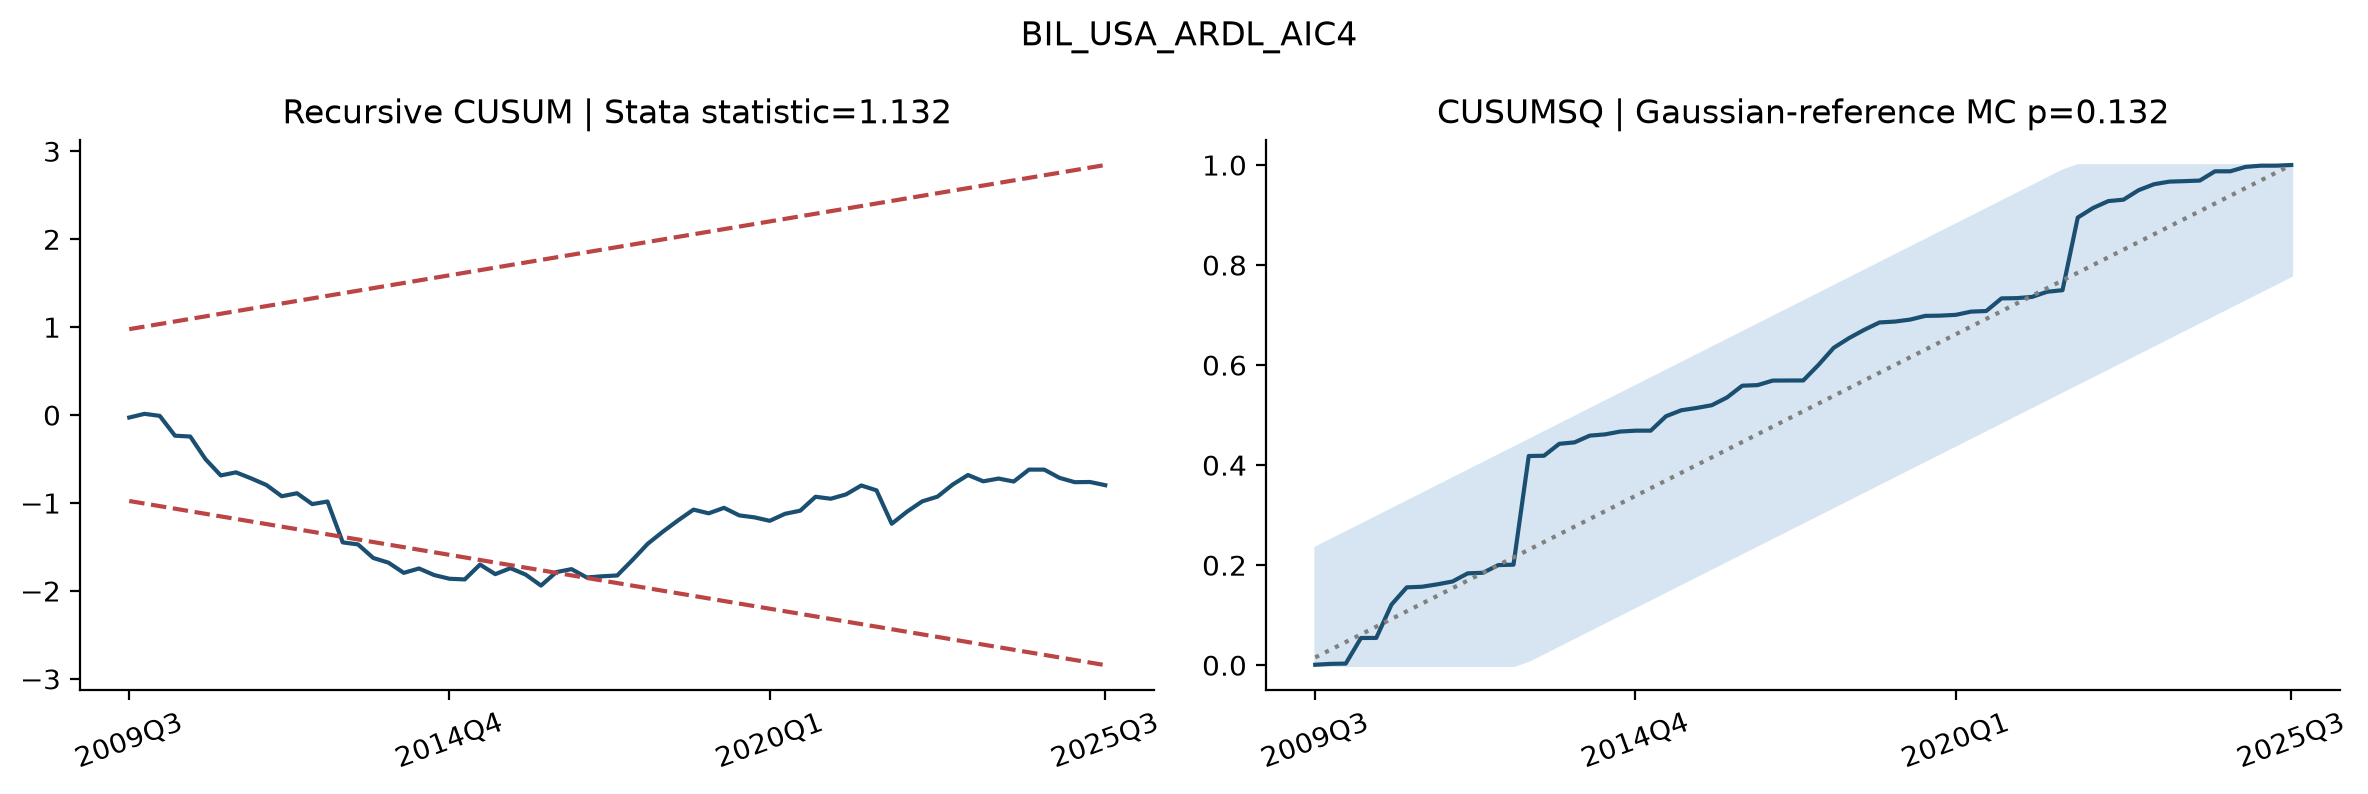 BIL_USA_ARDL_AIC4
Recursive CUSUM | Stata statistic=1.132
3
2
1
0
−1
−2
−3
2009Q3
2014Q4
2020Q1
2025Q3
CUSUMSQ | Gaussian-reference MC p=0.132
1.0
0.8
0.6
0.4
0.2
0.0
2009Q3
2014Q4
2020Q1
2025Q3